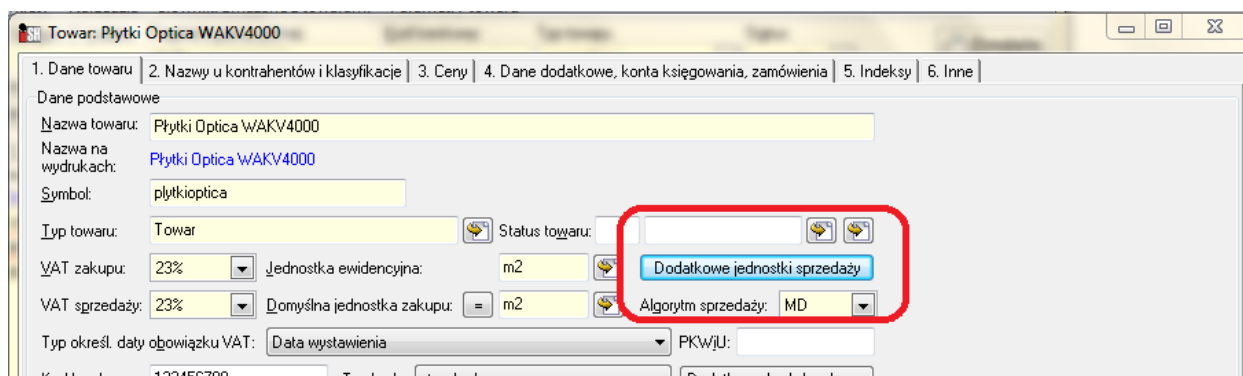 Towar: Płytki Optica WAKV4000
1. Dane towaru 2. Nazwy u kontrahentów i klasyfikacje 3. Ceny 4. Dane dodatkowe, konta księgowania, zamówienia 5. Indeksy 6. Inne
Dane podstawowe
Nazwa towaru: Płytki Optica WAKV4000
Nazwa na wydrukach: Płytki Optica WAKV4000
Symbol: plytkioptica
Typ towaru: Towar Status towaru:
VAT zakupu: 23% Jednostka ewidencyjna: m2 Dodatkowe jednostki sprzedaży
VAT sprzedaży: 23% Domyślna jednostka zakupu: = m2 Algorytm sprzedaży: MD
Typ określ. daty obowiązku VAT: Data wystawienia PKWiU: